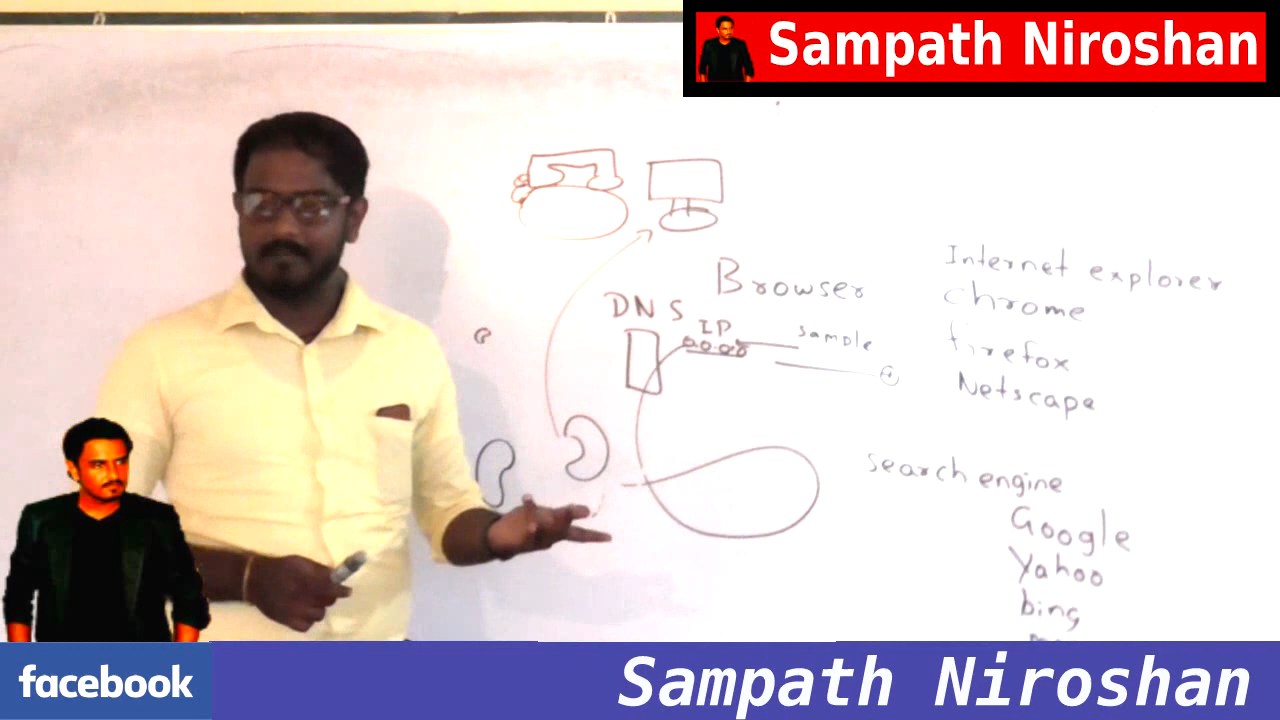 Sampath Niroshan
Internet explorer
Browser
chrome
DNS
IP
sample
firefox
Netscape
search engine
Google
Yahoo
bing
facebook
Sampath Niroshan